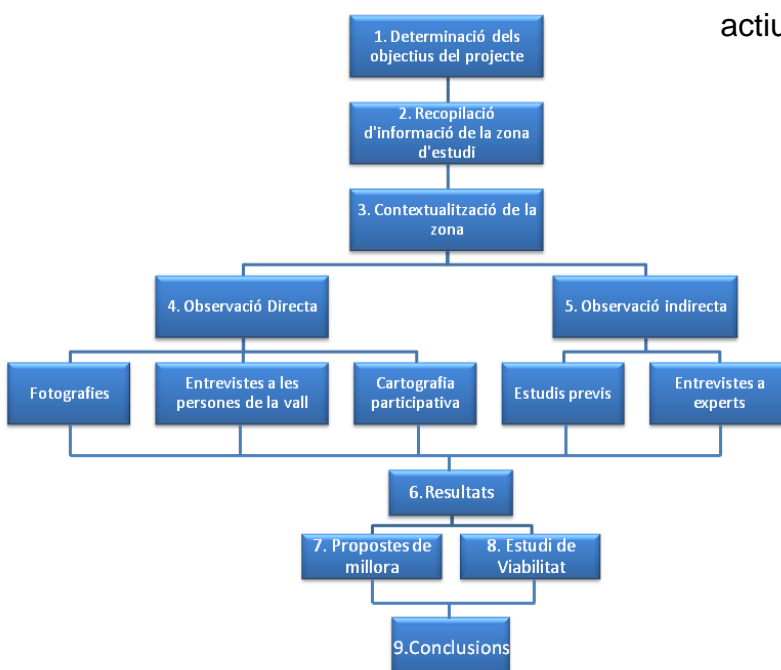 actiu
1. Determinació dels
objectius del projecte
2. Recopilació
d'informació de la zona
d'estudi
3. Contextualització de la
zona
4. Observació Directa
5. Observació indirecta
Fotografies
Entrevistes a les
persones de la vall
Cartografia
participativa
Estudis previs
Entrevistes a
experts
6. Resultats
7. Propostes de
millora
8. Estudi de
Viabilitat
9.Conclusions